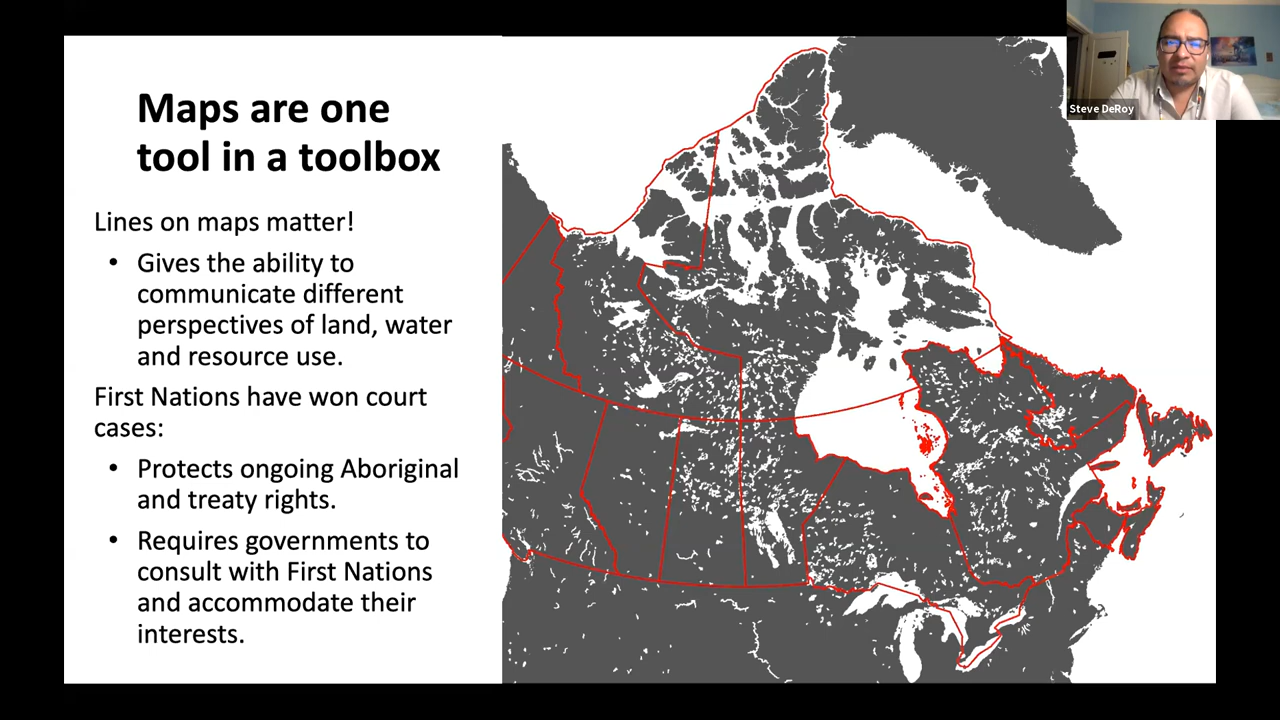 Maps are one
tool in a toolbox
Lines on maps matter!
• Gives the ability to
communicate different
perspectives of land, water
and resource use.
First Nations have won court
cases:
• Protects ongoing Aboriginal
and treaty rights.
• Requires governments to
consult with First Nations
and accommodate their
interests.
Steve DeRoy